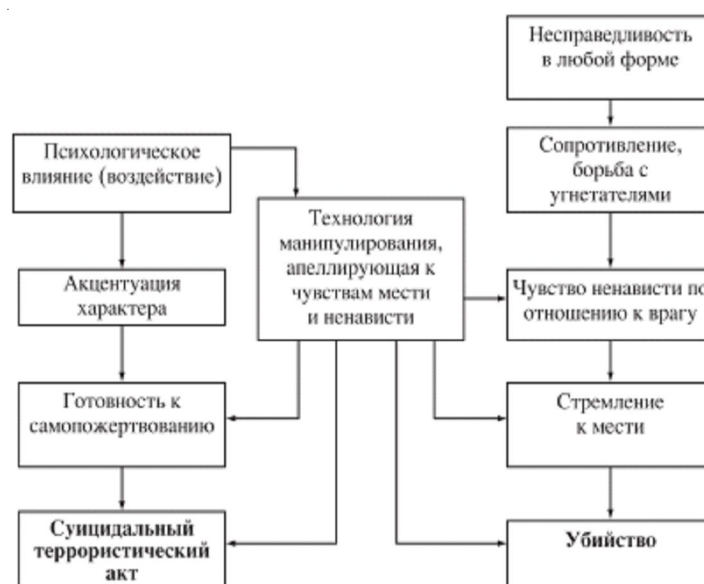 Несправедливость
в любой форме
Психологическое
влияние (воздействие)
Сопротивление,
борьба с
угнетателями
Технология
манипулирования,
апеллирующая к
чувствам мести
и ненависти
Акцентуация
характера
Чувство ненависти по
отношению к врагу
Готовность к
самопожертвованию
Стремление
к мести
Суицидальный
террористический
акт
Убийство